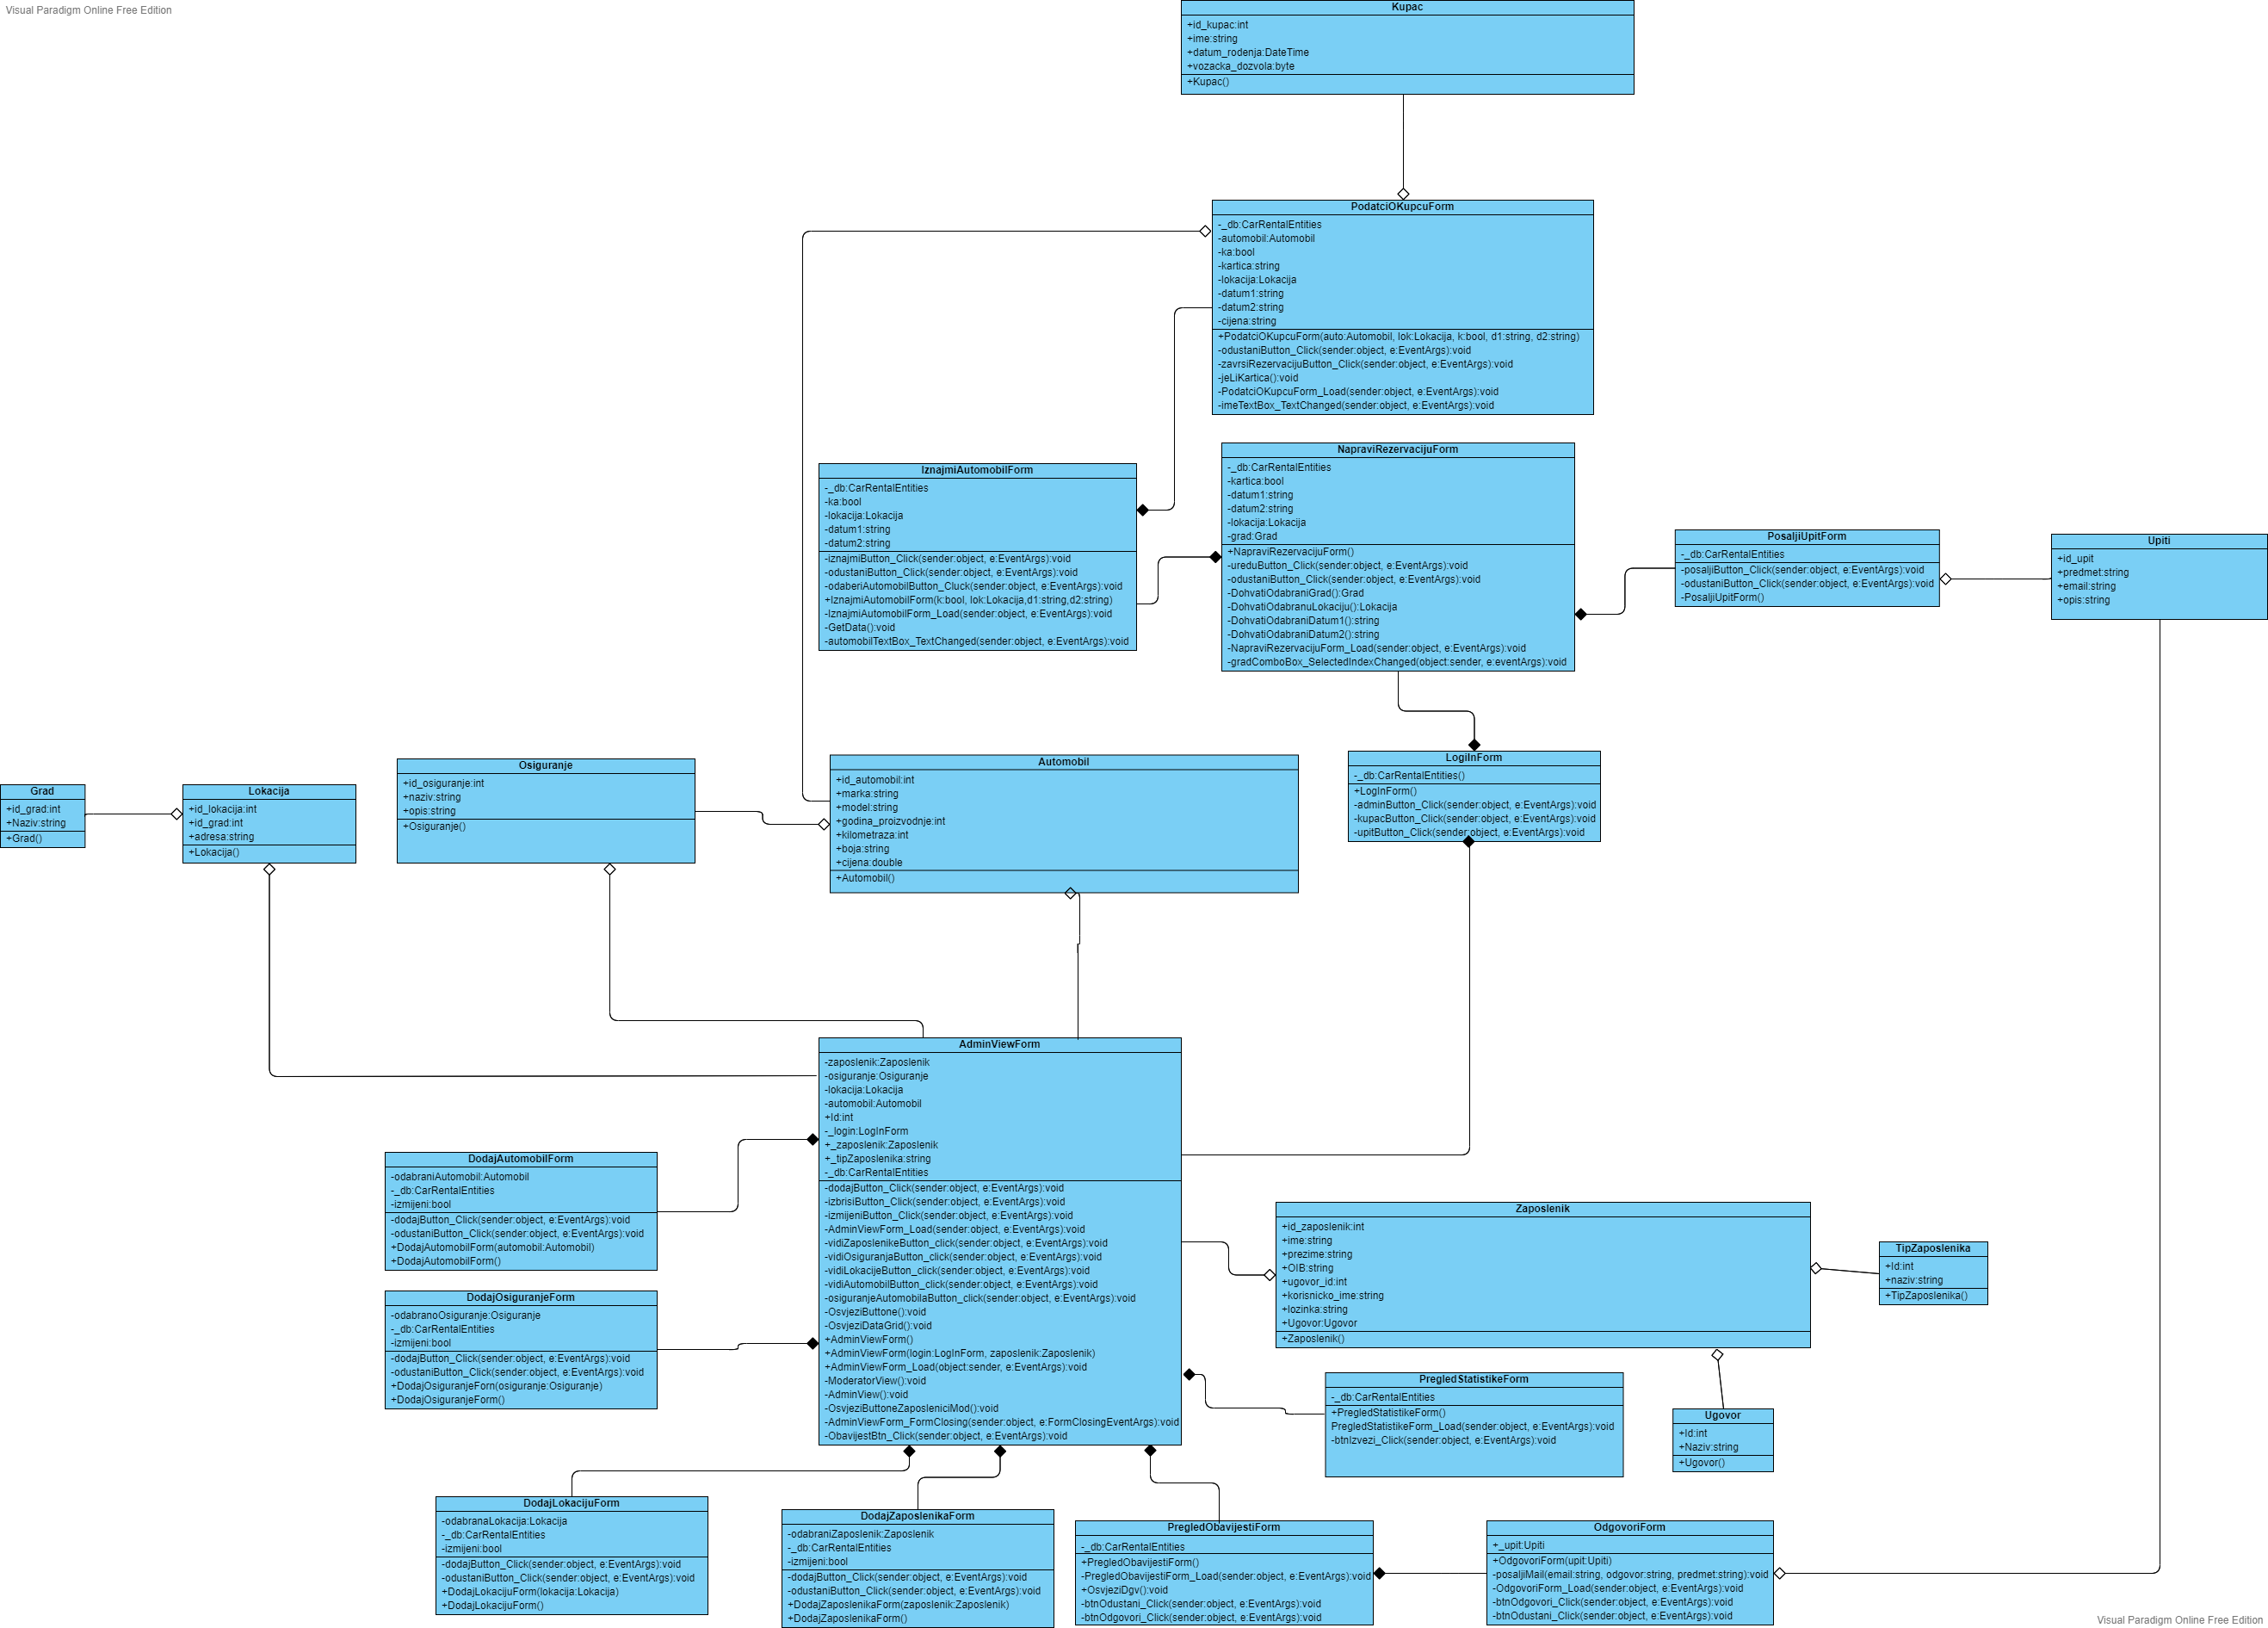 Visual Paradigm Online Free Edition
Kupac
+id_kupac:int
+ime:string
+datum_rodenja:DateTime
+vozacka_dozvola:byte
+Kupac()
PodatciOKupcuForm
-_db:CarRentalEntities
-automobil:Automobil
-ka:bool
-kartica:string
-lokacija:Lokacija
-datum1:string
-datum2:string
-cijena:string
+PodatciOKupcuForm(auto:Automobil, lok:Lokacija, k:bool, d1:string, d2:string)
-odustaniButton_Click(sender:object, e:EventArgs):void
-zavrsiRezervacijuButton_Click(sender:object, e:EventArgs):void
-jeLiKartica():void
-PodatciOKupcuForm_Load(sender:object, e:EventArgs):void
-imeTextBox_TextChanged(sender:object, e:EventArgs):void
IznajmiAutomobilForm
-_db:CarRentalEntities
-ka:bool
-lokacija:Lokacija
-datum1:string
-datum2:string
-iznajmiButton_Click(sender:object, e:EventArgs):void
-odustaniButton_Click(sender:object, e:EventArgs):void
-odaberiAutomobilButton_Cluck(sender:object, e:EventArgs):void
+IznajmiAutomobilForm(k:bool, lok:Lokacija,d1:string,d2:string)
-IznajmiAutomobilForm_Load(sender:object, e:EventArgs):void
-GetData():void
-automobilTextBox_TextChanged(sender:object, e:EventArgs):void
NapraviRezervacijuForm
-_db:CarRentalEntities
-kartica:bool
-datum1:string
-datum2:string
-lokacija:Lokacija
-grad:Grad
+NapraviRezervacijuForm()
-ureduButton_Click(sender:object, e:EventArgs):void
-odustaniButton_Click(sender:object, e:EventArgs):void
-DohvatiOdabraniGrad():Grad
-DohvatiOdabranuLokaciju():Lokacija
-DohvatiOdabraniDatum1():string
-DohvatiOdabraniDatum2():string
-NapraviRezervacijuForm_Load(sender:object, e:EventArgs):void
-gradComboBox_SelectedIndexChanged(object:sender, e:eventArgs):void
PosaljiUpitForm
-_db:CarRentalEntities
-posaljiButton_Click(sender:object, e:EventArgs):void
-odustaniButton_Click(sender:object, e:EventArgs):void
-PosaljiUpitForm()
Upiti
+id_upit
+predmet:string
+email:string
+opis:string
Grad
+id_grad:int
+Naziv:string
+Grad()
Lokacija
+id_lokacija:int
+id_grad:int
+adresa:string
+Lokacija()
Osiguranje
+id_osiguranje:int
+naziv:string
+opis:string
+Osiguranje()
Automobil
+id_automobil:int
+marka:string
+model:string
+godina_proizvodnje:int
+kilometraza:int
+boja:string
+cijena:double
+Automobil()
LogiInForm
-_db:CarRentalEntities()
+LogInForm()
-adminButton_Click(sender:object, e:EventArgs):void
-kupacButton_Click(sender:object, e:EventArgs):void
-upitButton_Click(sender:object, e:EventArgs):void
AdminViewForm
-zaposlenik:Zaposlenik
-osiguranje:Osiguranje
-lokacija:Lokacija
-automobil:Automobil
+Id:int
-_login:LogInForm
+_zaposlenik:Zaposlenik
+_tipZaposlenika:string
-_db:CarRentalEntities
-dodajButton_Click(sender:object, e:EventArgs):void
-izbrisiButton_Click(sender:object, e:EventArgs):void
-izmijeniButton_Click(sender:object, e:EventArgs):void
-AdminViewForm_Load(sender:object, e:EventArgs):void
-vidiZaposlenikeButton_click(sender:object, e:EventArgs):void
-vidiOsiguranjaButton_click(sender:object, e:EventArgs):void
-vidiLokacijeButton_click(sender:object, e:EventArgs):void
-vidiAutomobilButton_click(sender:object, e:EventArgs):void
-osiguranjeAutomobilaButton_click(sender:object, e:EventArgs):void
-OsvjeziButtone():void
-OsvjeziDataGrid():void
+AdminViewForm()
+AdminViewForm(login:LogInForm, zaposlenik:Zaposlenik)
+AdminViewForm_Load(object:sender, e:EventArgs):void
-ModeratorView():void
-AdminView():void
-OsvjeziButtoneZaposleniciMod():void
-AdminViewForm_FormClosing(sender:object, e:FormClosingEventArgs):void
-ObavijestBtn_Click(sender:object, e:EventArgs):void
DodajAutomobilForm
-odabraniAutomobil:Automobil
-_db:CarRentalEntities
-izmijeni:bool
-dodajButton_Click(sender:object, e:EventArgs):void
-odustaniButton_Click(sender:object, e:EventArgs):void
+DodajAutomobilForm(automobil:Automobil)
+DodajAutomobilForm()
DodajOsiguranjeForm
-odabranoOsiguranje:Osiguranje
-_db:CarRentalEntities
-izmijeni:bool
-dodajButton_Click(sender:object, e:EventArgs):void
-odustaniButton_Click(sender:object, e:EventArgs):void
+DodajOsiguranjeForn(osiguranje:Osiguranje)
+DodajOsiguranjeForm()
Zaposlenik
+id_zaposlenik:int
+ime:string
+prezime:string
+OIB:string
+ugovor_id:int
+korisnicko_ime:string
+lozinka:string
+Ugovor:Ugovor
+Zaposlenik()
TipZaposlenika
+Id:int
+naziv:string
+TipZaposlenika()
PregledStatistikeForm
-_db:CarRentalEntities
+PregledStatistikeForm()
PregledStatistikeForm_Load(sender:object, e:EventArgs):void
-btnIzvezi_Click(sender:object, e:EventArgs):void
Ugovor
+Id:int
+Naziv:string
+Ugovor()
DodajLokacijuForm
-odabranaLokacija:Lokacija
-_db:CarRentalEntities
-izmijeni:bool
-dodajButton_Click(sender:object, e:EventArgs):void
-odustaniButton_Click(sender:object, e:EventArgs):void
+DodajLokacijuForm(lokacija:Lokacija)
+DodajLokacijuForm()
DodajZaposlenikaForm
-odabraniZaposlenik:Zaposlenik
-_db:CarRentalEntities
-izmijeni:bool
-dodajButton_Click(sender:object, e:EventArgs):void
-odustaniButton_Click(sender:object, e:EventArgs):void
+DodajZaposlenikaForm(zaposlenik:Zaposlenik)
+DodajZaposlenikaForm()
PregledObavijestiForm
-_db:CarRentalEntities
+PregledObavijestiForm()
-PregledObavijestiForm_Load(sender:object, e:EventArgs):void
+OsvjeziDgv():void
-btnOdustani_Click(sender:object, e:EventArgs):void
-btnOdgovori_Click(sender:object, e:EventArgs):void
OdgovoriForm
+_upit:Upiti
+OdgovoriForm(upit:Upiti)
-posaljiMail(email:string, odgovor:string, predmet:string):void
-OdgovoriForm_Load(sender:object, e:EventArgs):void
-btnOdgovori_Click(sender:object, e:EventArgs):void
-btnOdustani_Click(sender:object, e:EventArgs):void
Visual Paradigm Online Free Edition